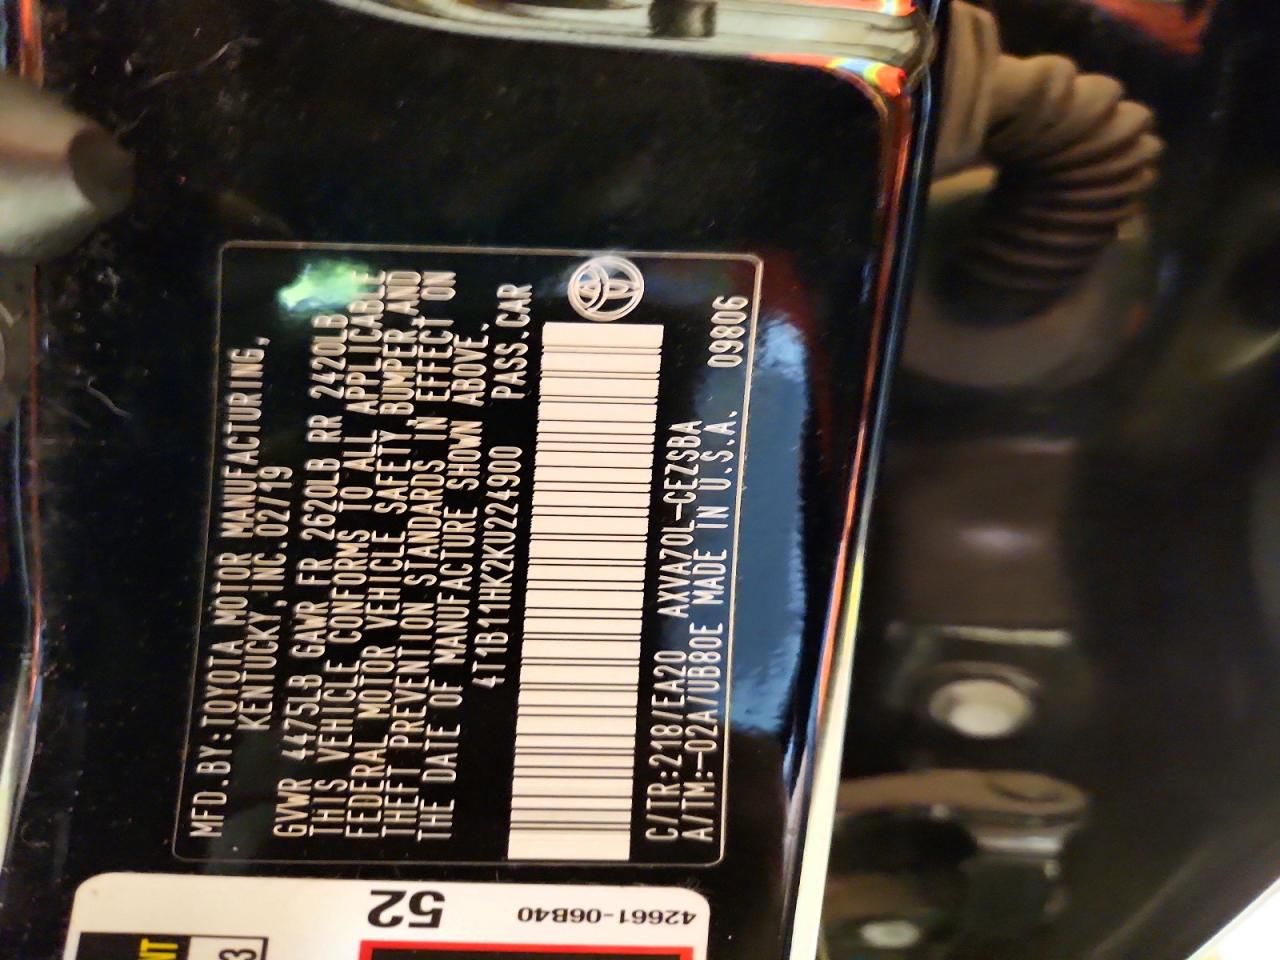 MFD.BY:TOYOTA MOTOR MANUFACTURING,
KENTUCKY, INC. 02/19
GVWR 4475LB GAWR FR 2620LB RR 2420LB
THIS VEHICLE CONFORMS TO ALL APPLICABLE
FEDERAL MOTOR VEHICLE SAFETY, BUMPER, AND
THEFT PREVENTION STANDARDS IN EFFECT ON
THE DATE OF MANUFACTURE SHOWN ABOVE.
4T1B11HK2KU224900 PASS.CAR
C/TR:218/EA20 AXVA70L-CEZSBA
A/TM:-02A/UB80E MADE IN U.S.A. 09806
42661-06B40
52
NT
3